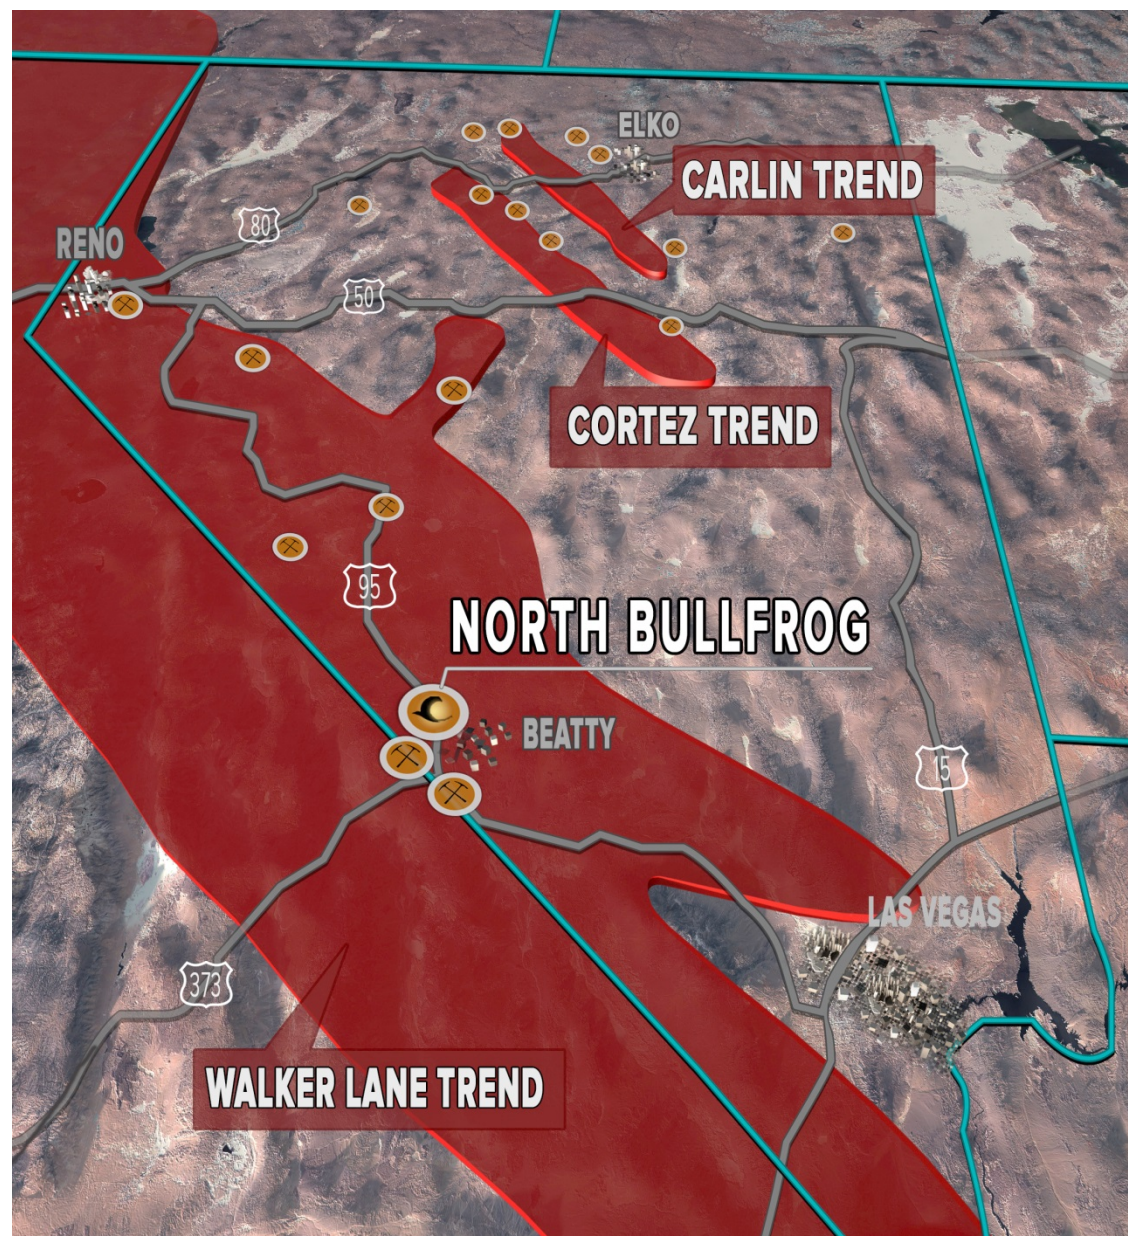 ELKO
CARLIN TREND
80
RENO
50
CORTEZ TREND
95
NORTH BULLFROG
BEATTY
15
LAS VEGAS
373
WALKER LANE TREND